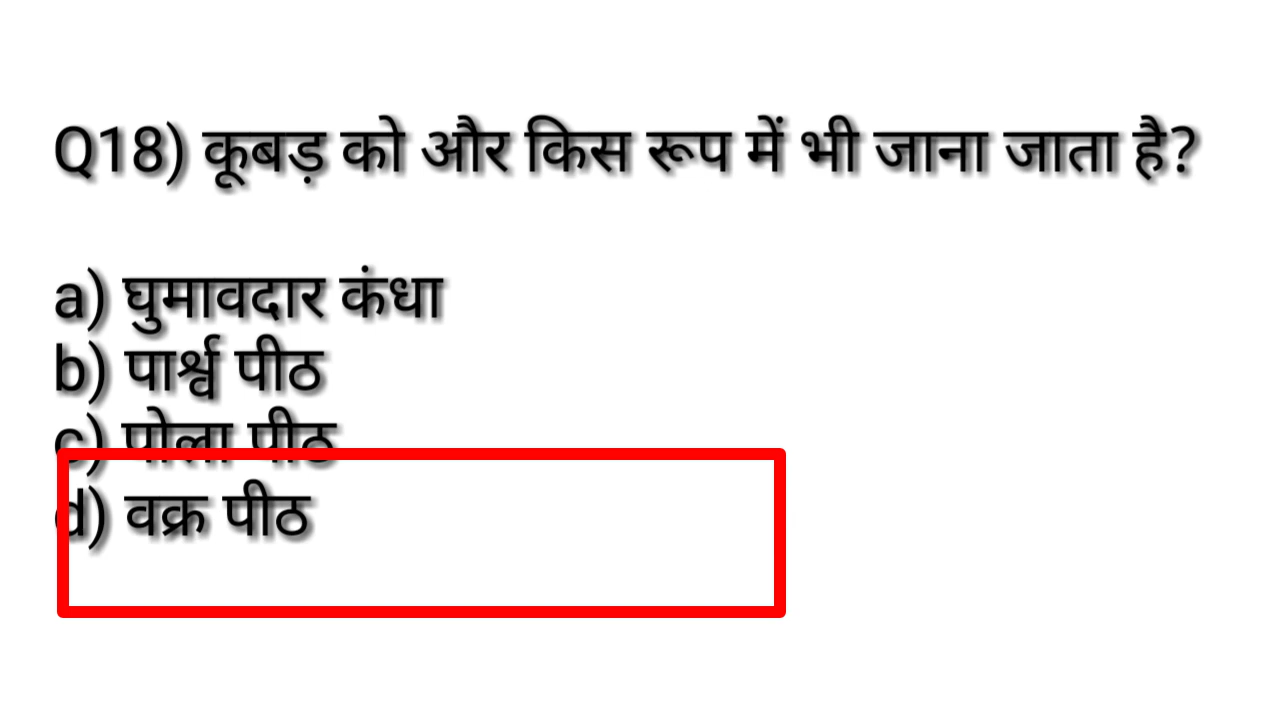 Q18) कूबड़ को और किस रूप में भी जाना जाता है?
a) घुमावदार कंधा
b) पार्श्व पीठ
c) पोला पीठ
d) वक्र पीठ